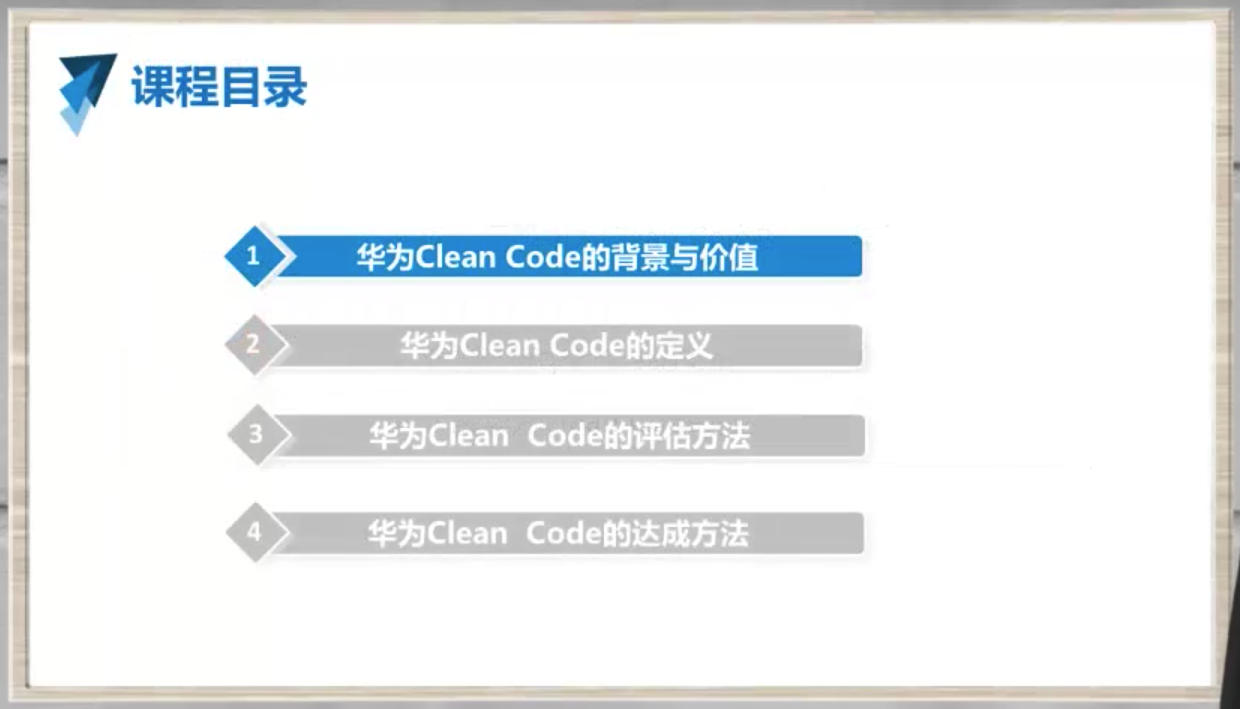 课程目录
1 华为Clean Code的背景与价值
2 华为Clean Code的定义
3 华为Clean Code的评估方法
4 华为Clean Code的达成方法